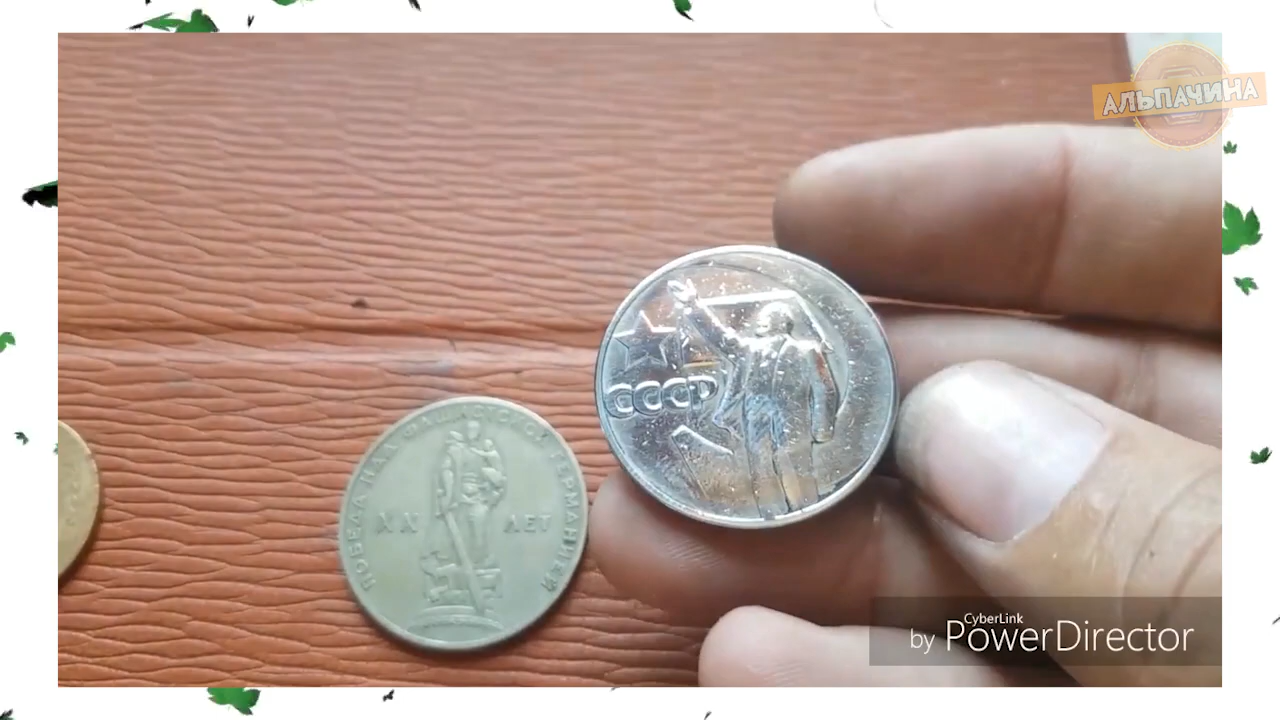 АЛЬПАЧИНА
СССР
ПОБЕДА НАД ФАШИСТСКОЙ ГЕРМАНИЕЙ
XX ЛЕТ
CyberLink
by PowerDirector